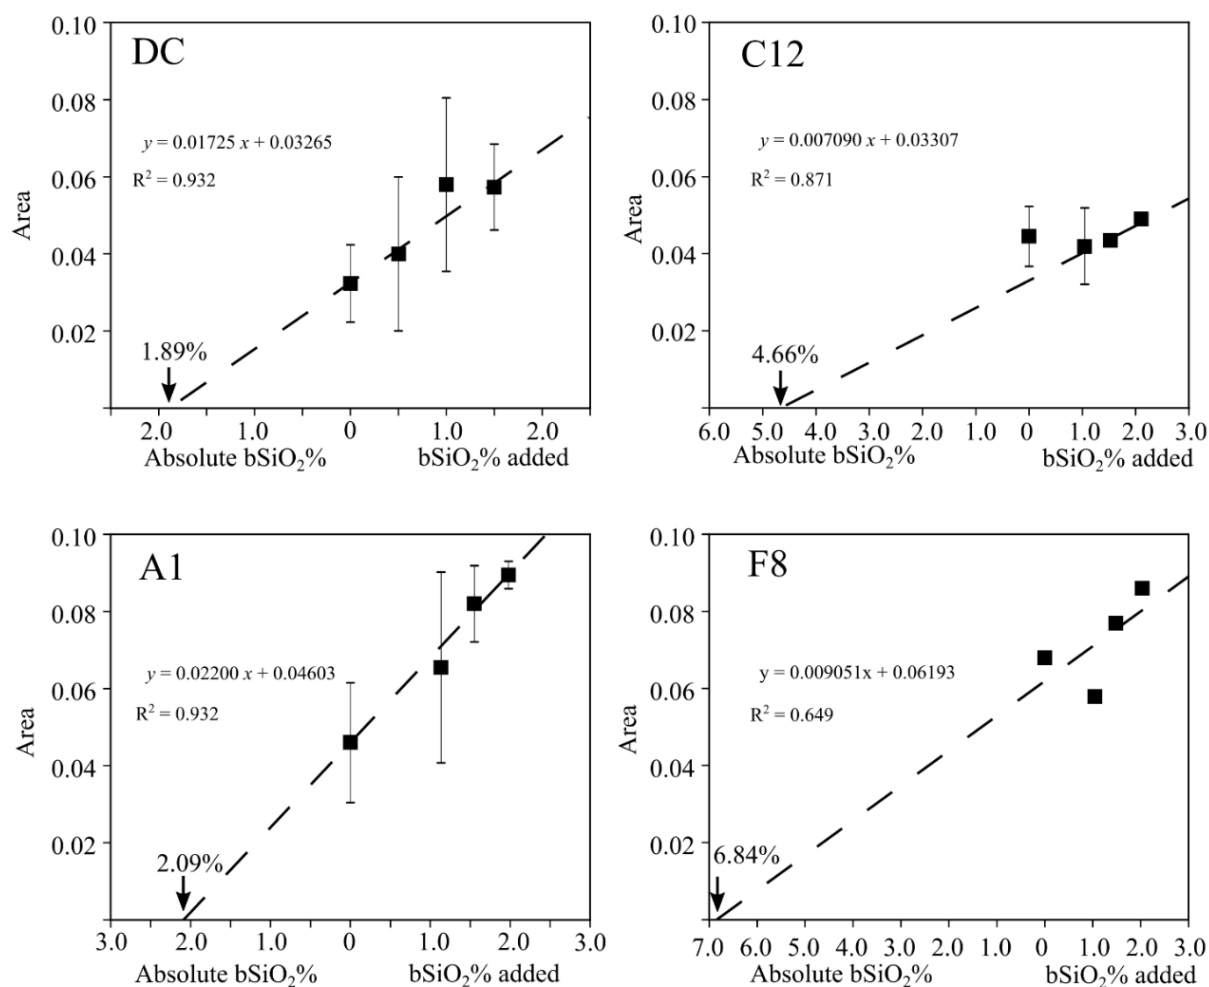 DC
y = 0.01725 x + 0.03265
R² = 0.932
Area
0.10
0.08
0.06
0.04
0.02
1.89%
2.0 1.0 0 1.0 2.0
Absolute bSiO₂% bSiO₂% added
C12
y = 0.007090 x + 0.03307
R² = 0.871
Area
0.10
0.08
0.06
0.04
0.02
4.66%
6.0 5.0 4.0 3.0 2.0 1.0 0 1.0 2.0 3.0
Absolute bSiO₂% bSiO₂% added
A1
y = 0.02200 x + 0.04603
R² = 0.932
Area
0.10
0.08
0.06
0.04
0.02
2.09%
3.0 2.0 1.0 0 1.0 2.0 3.0
Absolute bSiO₂% bSiO₂% added
F8
y = 0.009051x + 0.06193
R² = 0.649
Area
0.10
0.08
0.06
0.04
0.02
6.84%
7.0 6.0 5.0 4.0 3.0 2.0 1.0 0 1.0 2.0 3.0
Absolute bSiO₂% bSiO₂% added